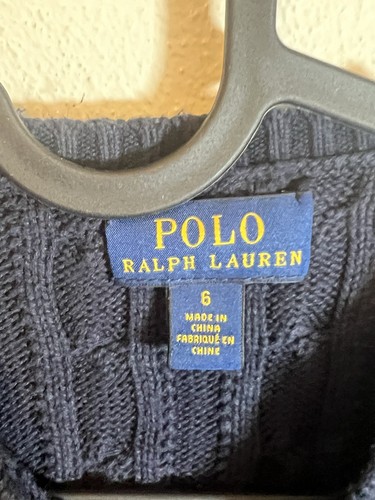 POLO
RALPH LAUREN
6
MADE IN
CHINA
FABRIQUÉ EN
CHINE